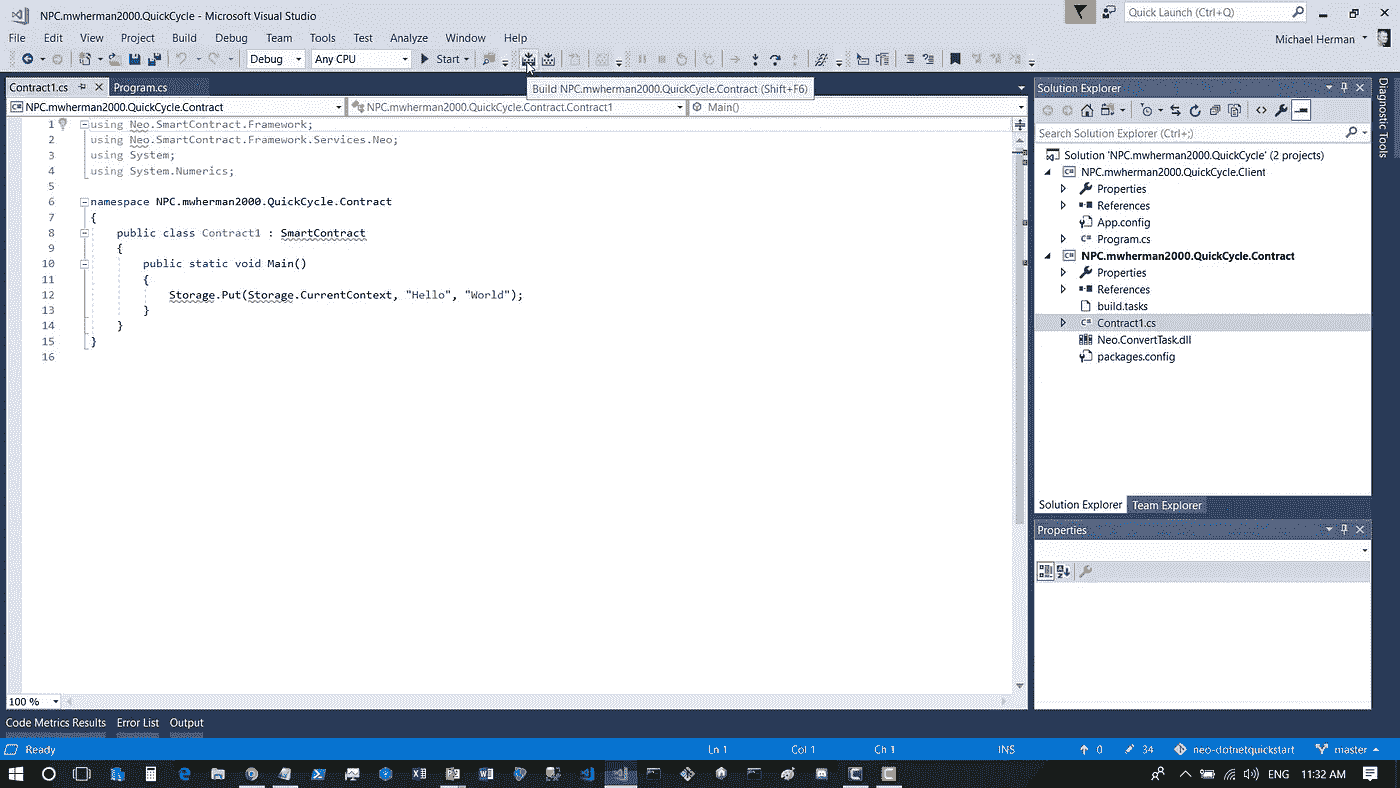 NPC.mwherman2000.QuickCycle - Microsoft Visual Studio
Quick Launch (Ctrl+Q)
File Edit View Project Build Debug Team Tools Test Analyze Window Help
Michael Herman
Debug Any CPU Start
Contract1.cs Program.cs
Build NPC.mwherman2000.QuickCycle.Contract (Shift+F6)
NPC.mwherman2000.QuickCycle.Contract NPC.mwherman2000.QuickCycle.Contract.Contract1 Main()
1 using Neo.SmartContract.Framework;
2 using Neo.SmartContract.Framework.Services.Neo;
3 using System;
4 using System.Numerics;
5
6 namespace NPC.mwherman2000.QuickCycle.Contract
7 {
8 public class Contract1 : SmartContract
9 {
10 public static void Main()
11 {
12 Storage.Put(Storage.CurrentContext, "Hello", "World");
13 }
14 }
15 }
16
100 %
Solution Explorer
Search Solution Explorer (Ctrl+;)
Solution 'NPC.mwherman2000.QuickCycle' (2 projects)
C# NPC.mwherman2000.QuickCycle.Client
Properties
References
App.config
C# Program.cs
C# NPC.mwherman2000.QuickCycle.Contract
Properties
References
build.tasks
C# Contract1.cs
Neo.ConvertTask.dll
packages.config
Solution Explorer Team Explorer
Properties
Diagnostic Tools
Code Metrics Results Error List Output
Ready Ln 1 Col 1 Ch 1 INS 0 34 neo-dotnetquickstart master
ENG 11:32 AM